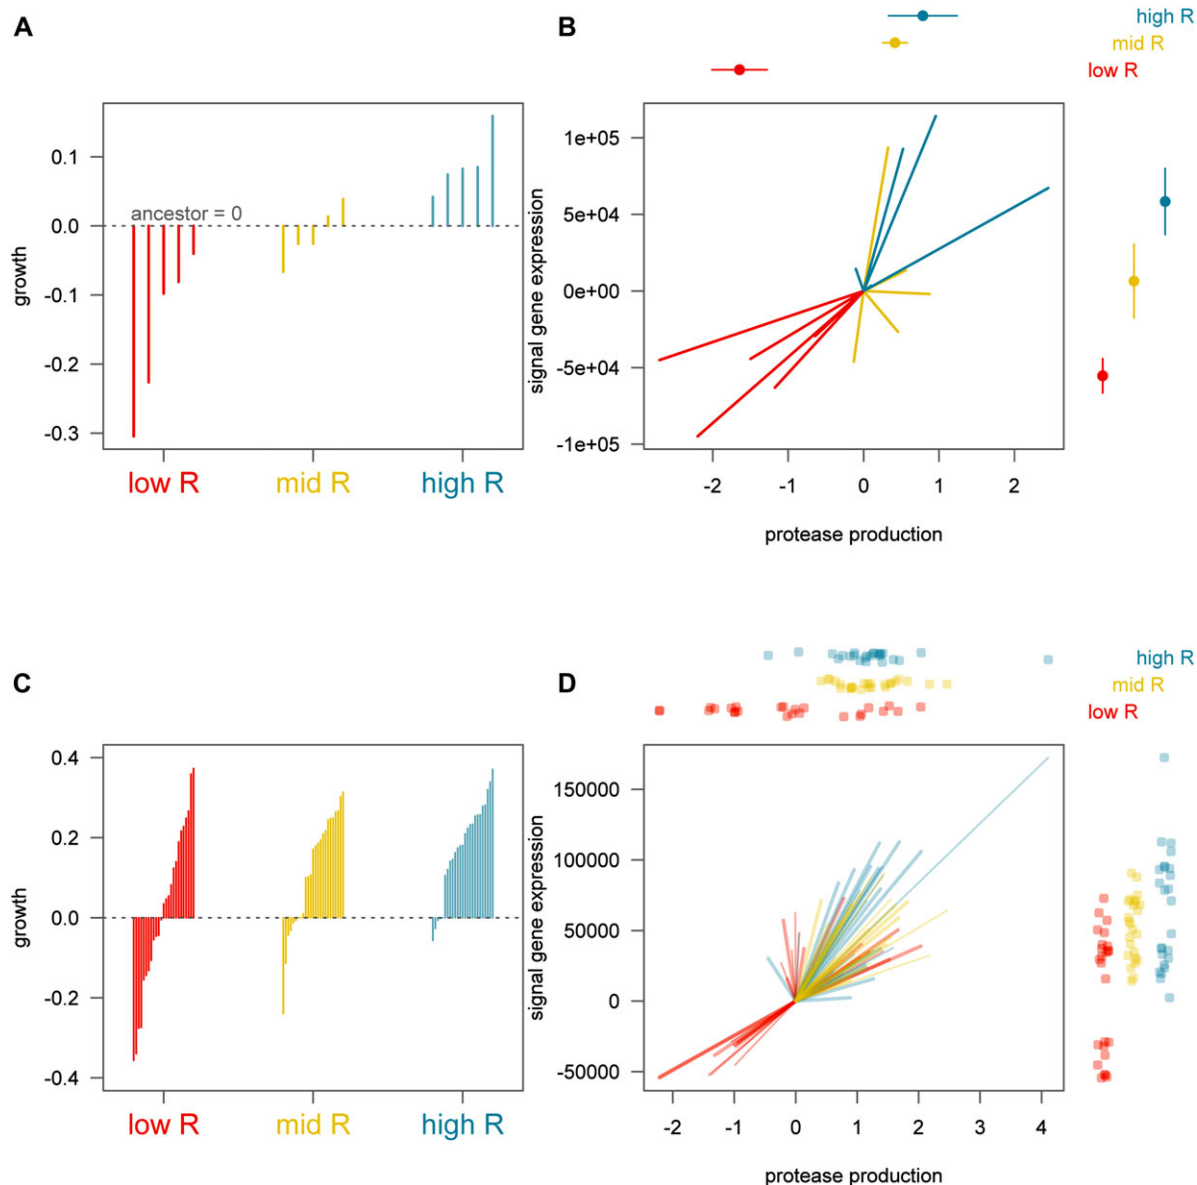 A
growth
0.1
0.0
-0.1
-0.2
-0.3
ancestor = 0
low R
mid R
high R
B
high R
mid R
low R
signal gene expression
1e+05
5e+04
0e+00
-5e+04
-1e+05
-2
-1
0
1
2
protease production
C
growth
0.4
0.2
0.0
-0.2
-0.4
low R
mid R
high R
D
high R
mid R
low R
signal gene expression
150000
100000
50000
0
-50000
-2
-1
0
1
2
3
4
protease production